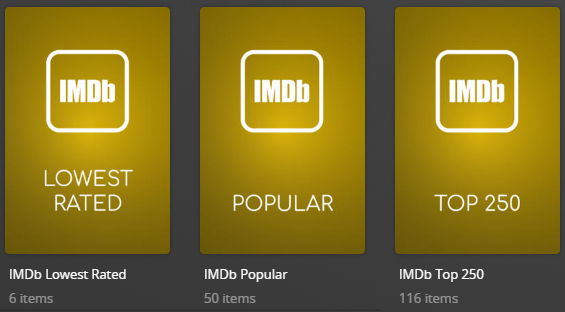 IMDb
LOWEST
RATED
IMDb Lowest Rated
6 items
IMDb
POPULAR
IMDb Popular
50 items
IMDb
TOP 250
IMDb Top 250
116 items